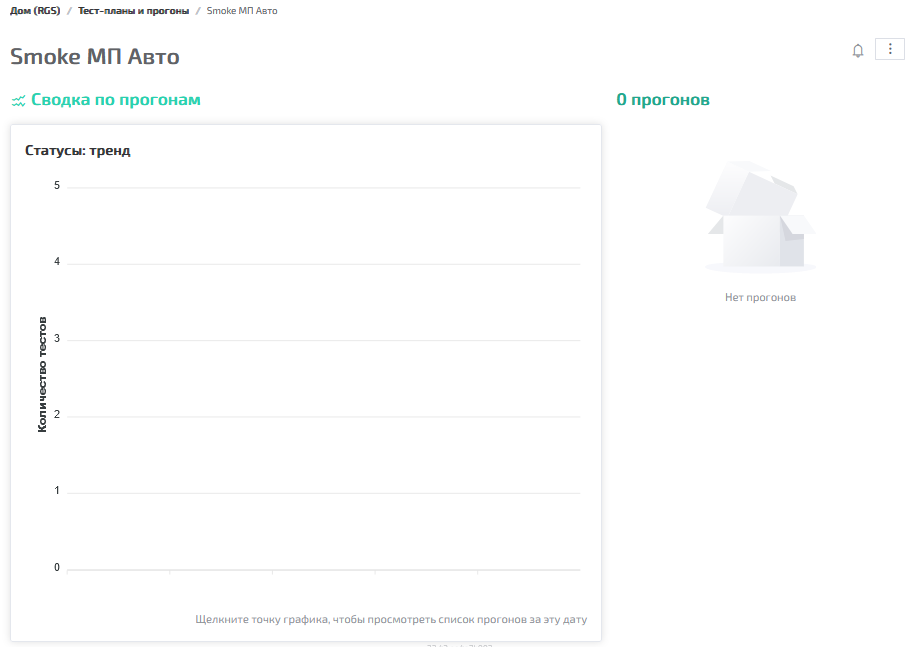 Дом (RGS) / Тест-планы и прогоны / Smoke МП Авто
Smoke МП Авто
Сводка по прогонам
0 прогонов
Статусы: тренд
5
4
3
2
1
0
Количество тестов
Нет прогонов
Щелкните точку графика, чтобы просмотреть список прогонов за эту дату